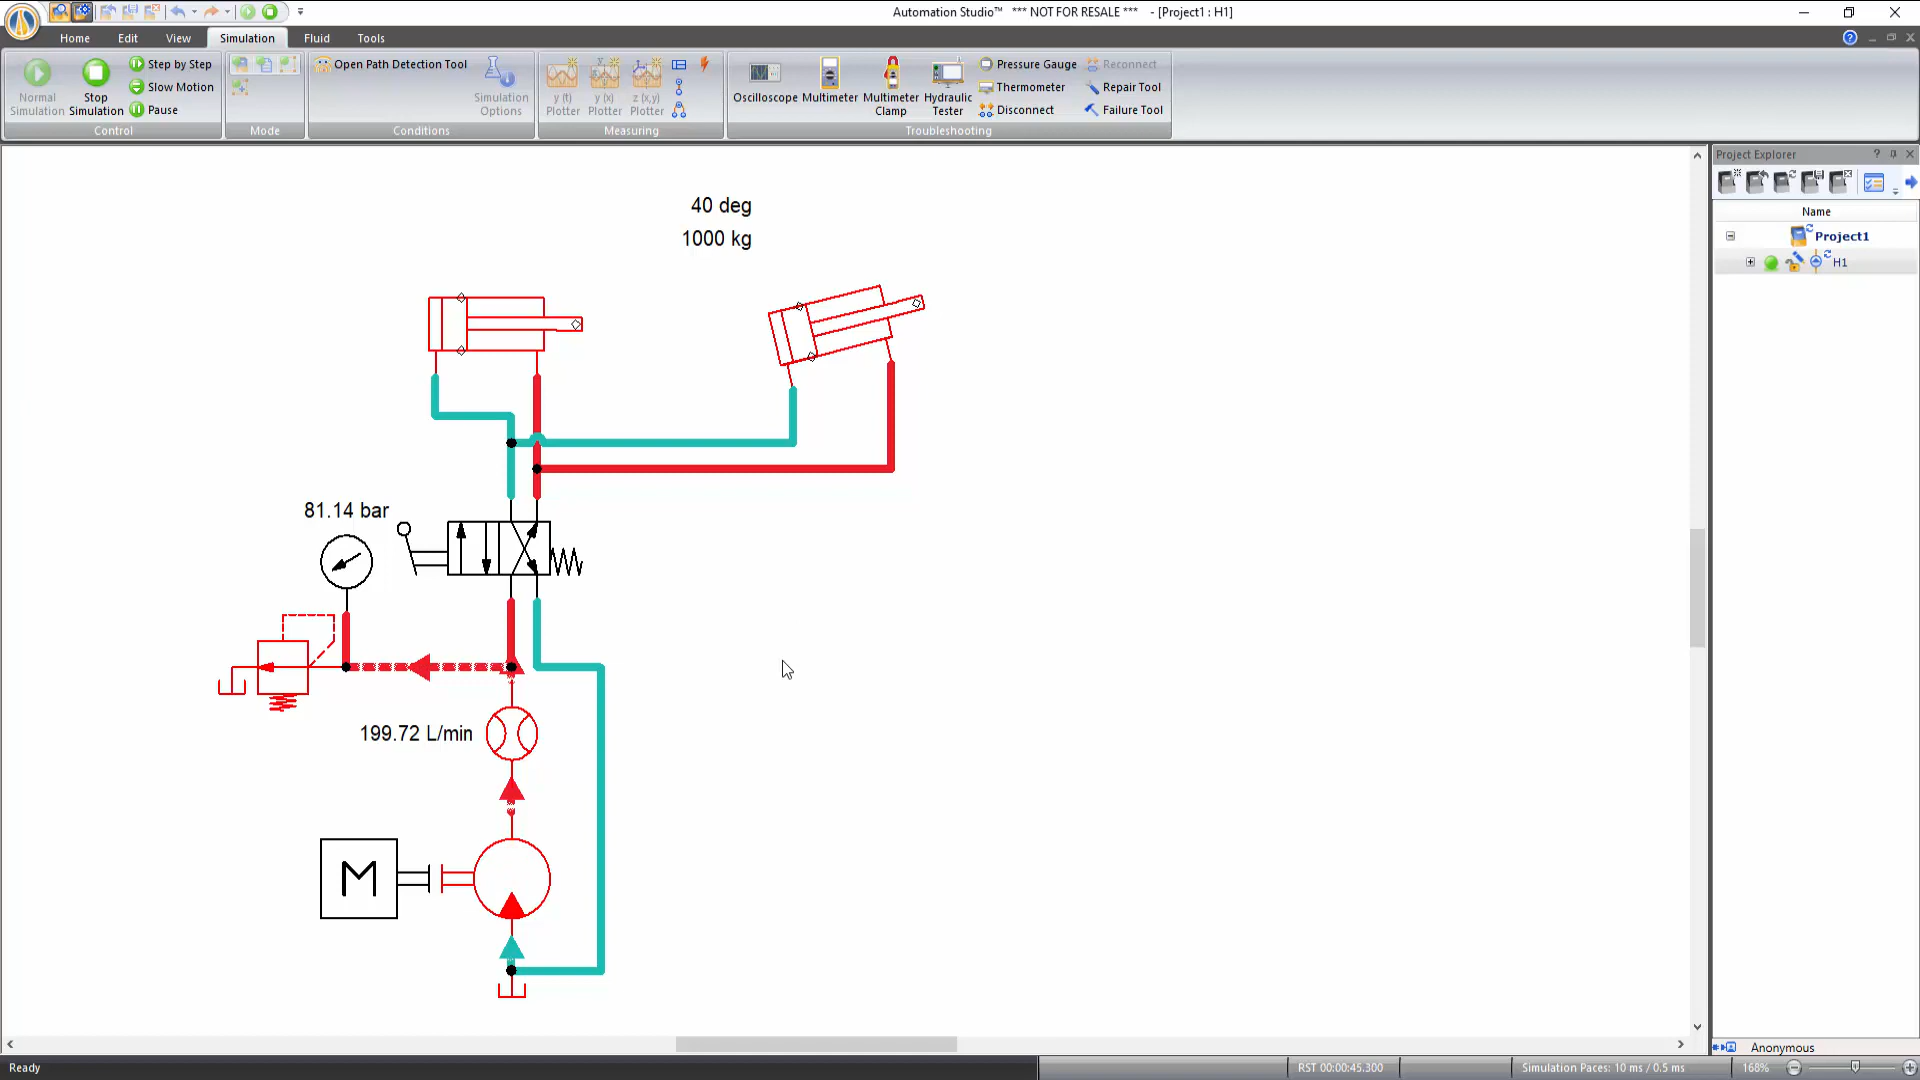 Automation Studio™ *** NOT FOR RESALE *** - [Project1 : H1]
Home Edit View Simulation Fluid Tools
Normal Simulation
Stop Simulation
Step by Step
Slow Motion
Pause
Control
Mode
Open Path Detection Tool
Simulation Options
Conditions
y (t) Plotter
y (x) Plotter
z (x,y) Plotter
Measuring
Oscilloscope
Multimeter
Multimeter Clamp
Hydraulic Tester
Pressure Gauge
Thermometer
Disconnect
Reconnect
Repair Tool
Failure Tool
Troubleshooting
Project Explorer
Name
Project1
H1
40 deg
1000 kg
81.14 bar
199.72 L/min
M
Anonymous
Ready
RST 00:00:45.300
Simulation Paces: 10 ms / 0.5 ms
168%